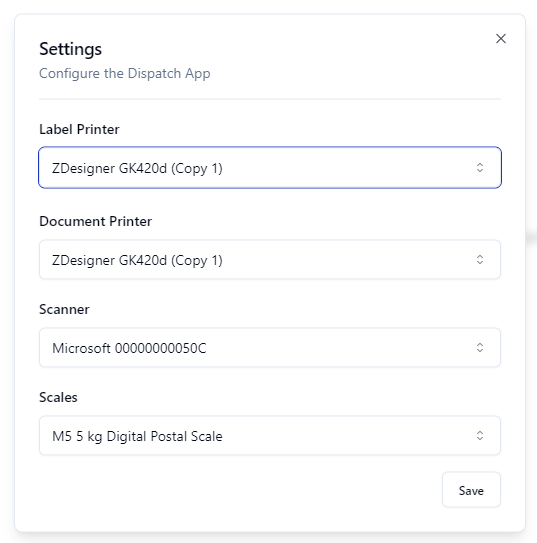 Settings
Configure the Dispatch App
Label Printer
ZDesigner GK420d (Copy 1)
Document Printer
ZDesigner GK420d (Copy 1)
Scanner
Microsoft 00000000050C
Scales
M5 5 kg Digital Postal Scale
Save